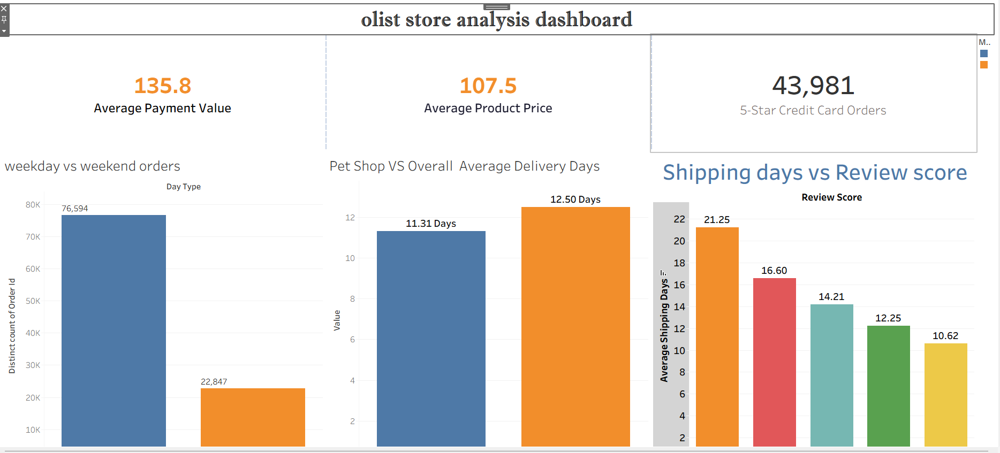 olist store analysis dashboard
M..
135.8
Average Payment Value
107.5
Average Product Price
43,981
5-Star Credit Card Orders
weekday vs weekend orders
Day Type
Distinct count of Order Id
80K
70K
60K
50K
40K
30K
20K
10K
76,594
22,847
Pet Shop VS Overall  Average Delivery Days
Value
12
10
8
6
4
2
11.31 Days
12.50 Days
Shipping days vs Review score
Review Score
Average Shipping Days
22
20
18
16
14
12
10
8
6
4
2
21.25
16.60
14.21
12.25
10.62